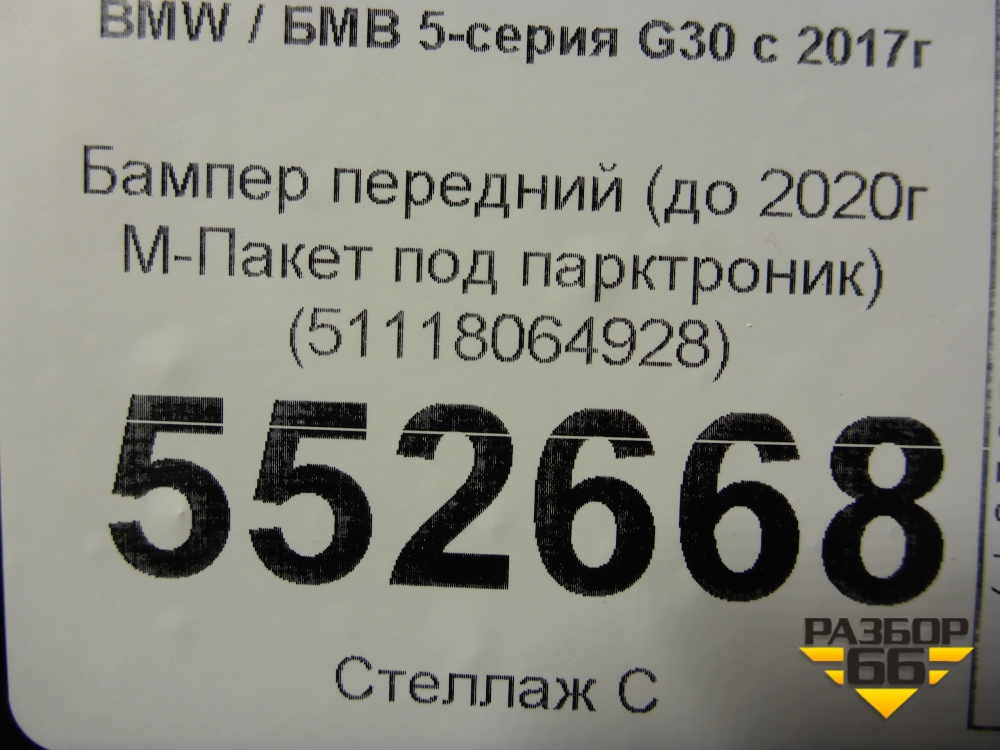 BMW / БМВ 5-серия G30 с 2017г
Бампер передний (до 2020г
М-Пакет под парктроник)
(51118064928)
552668
Стеллаж С
РАЗБОР
66